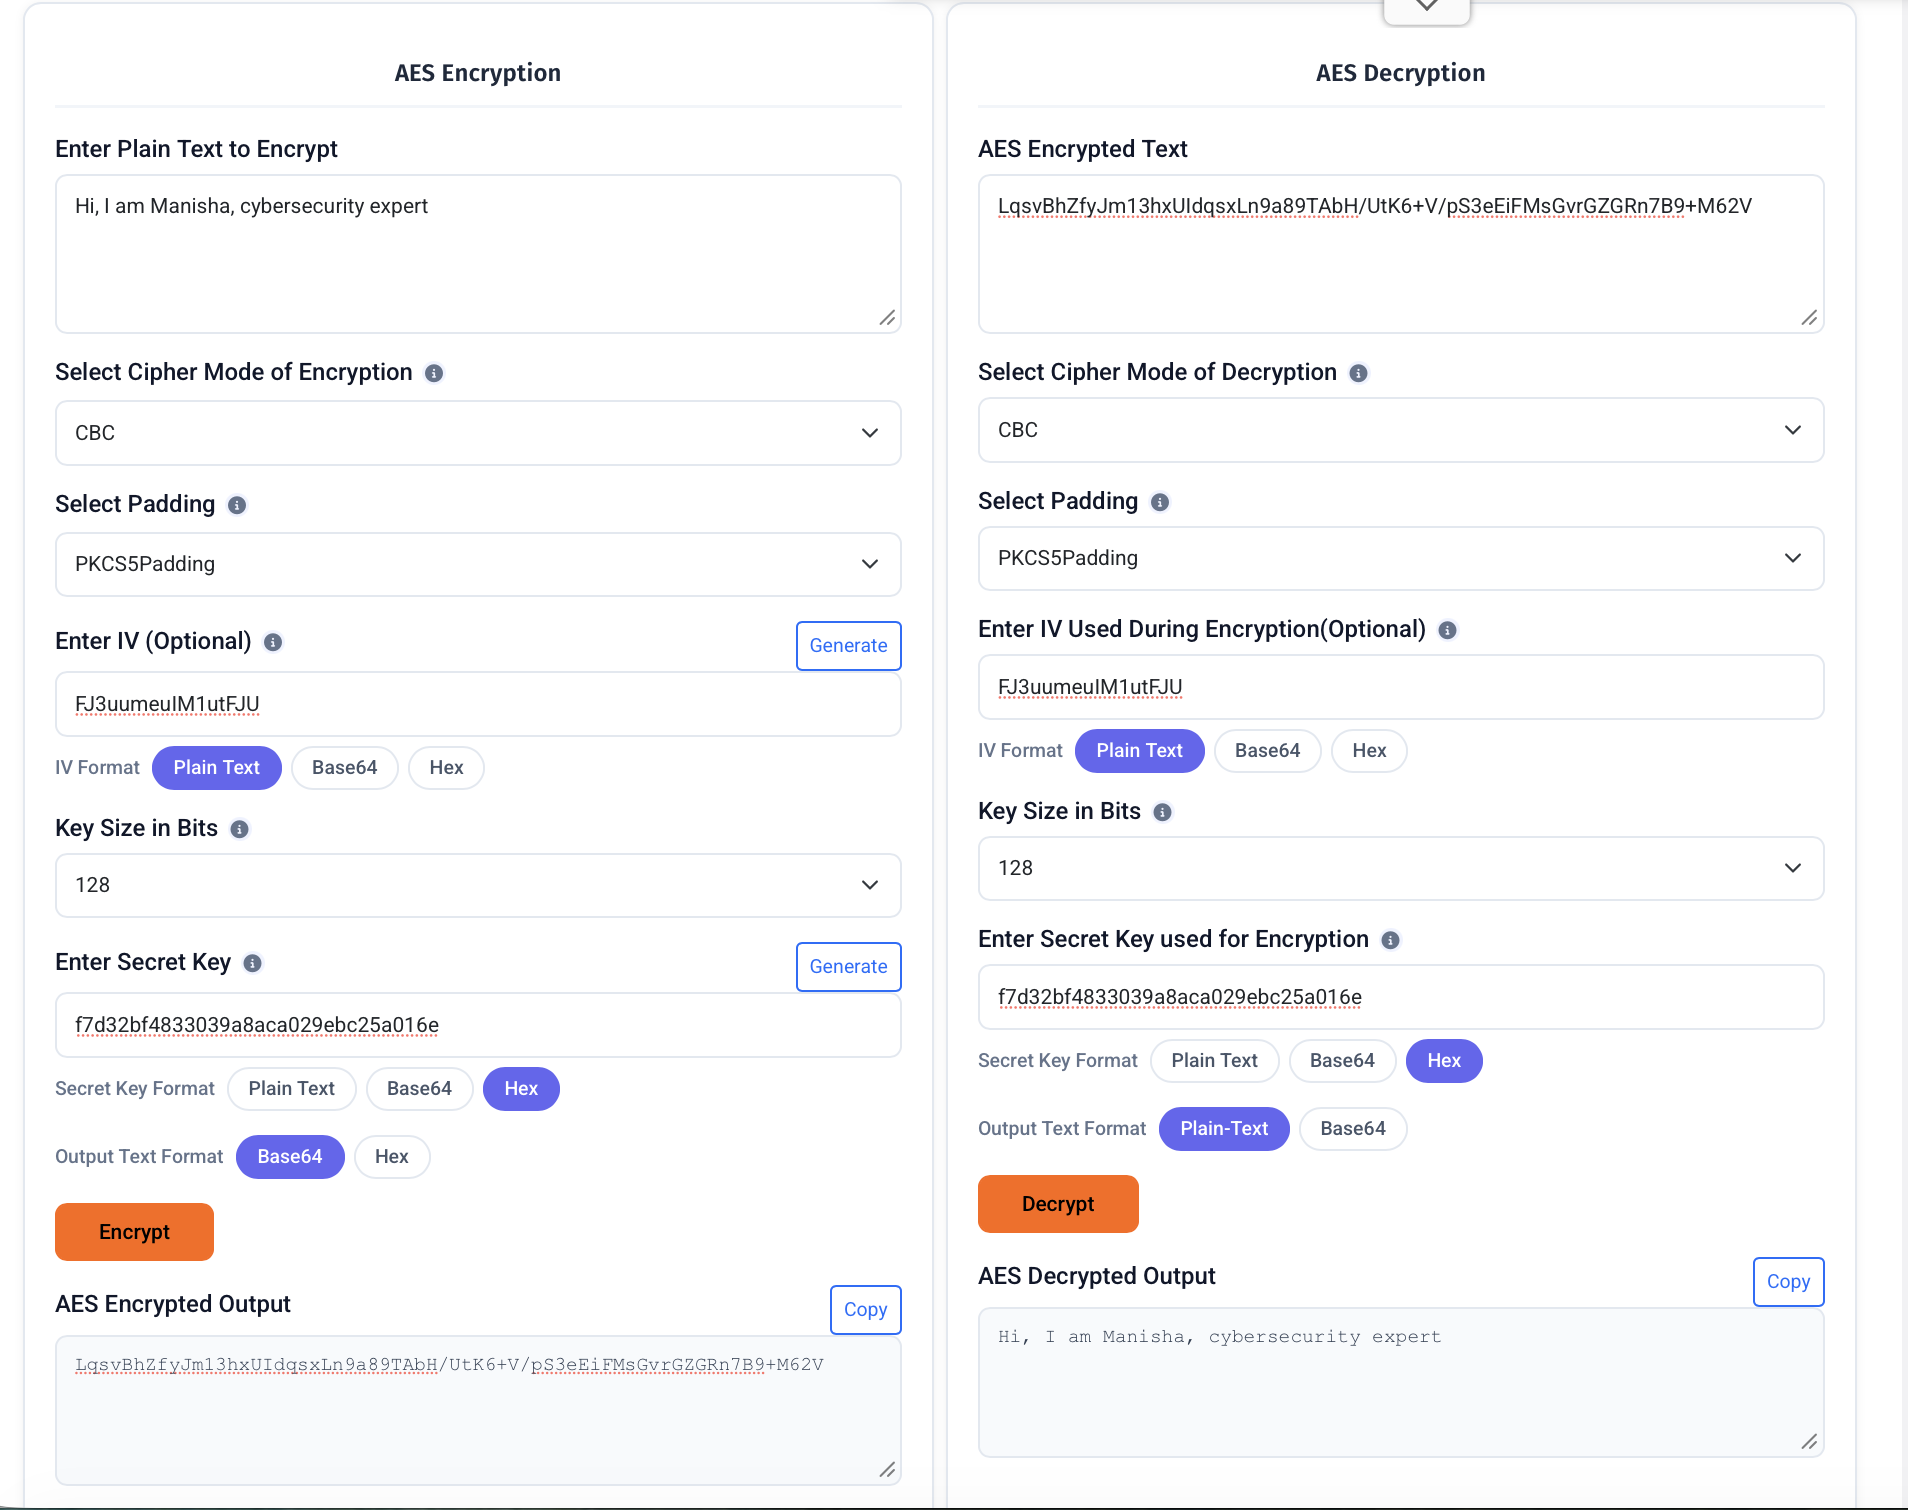 AES Encryption
Enter Plain Text to Encrypt
Hi, I am Manisha, cybersecurity expert
Select Cipher Mode of Encryption
CBC
Select Padding
PKCS5Padding
Enter IV (Optional)
Generate
FJ3uumeuIM1utFJU
IV Format Plain Text Base64 Hex
Key Size in Bits
128
Enter Secret Key
Generate
f7d32bf4833039a8aca029ebc25a016e
Secret Key Format Plain Text Base64 Hex
Output Text Format Base64 Hex
Encrypt
AES Encrypted Output
Copy
LqsvBhZfyJm13hxUIdqsxLn9a89TAbH/UtK6+V/pS3eEiFMsGvrGZGRn7B9+M62V
AES Decryption
AES Encrypted Text
LqsvBhZfyJm13hxUIdqsxLn9a89TAbH/UtK6+V/pS3eEiFMsGvrGZGRn7B9+M62V
Select Cipher Mode of Decryption
CBC
Select Padding
PKCS5Padding
Enter IV Used During Encryption(Optional)
FJ3uumeuIM1utFJU
IV Format Plain Text Base64 Hex
Key Size in Bits
128
Enter Secret Key used for Encryption
f7d32bf4833039a8aca029ebc25a016e
Secret Key Format Plain Text Base64 Hex
Output Text Format Plain-Text Base64
Decrypt
AES Decrypted Output
Copy
Hi, I am Manisha, cybersecurity expert